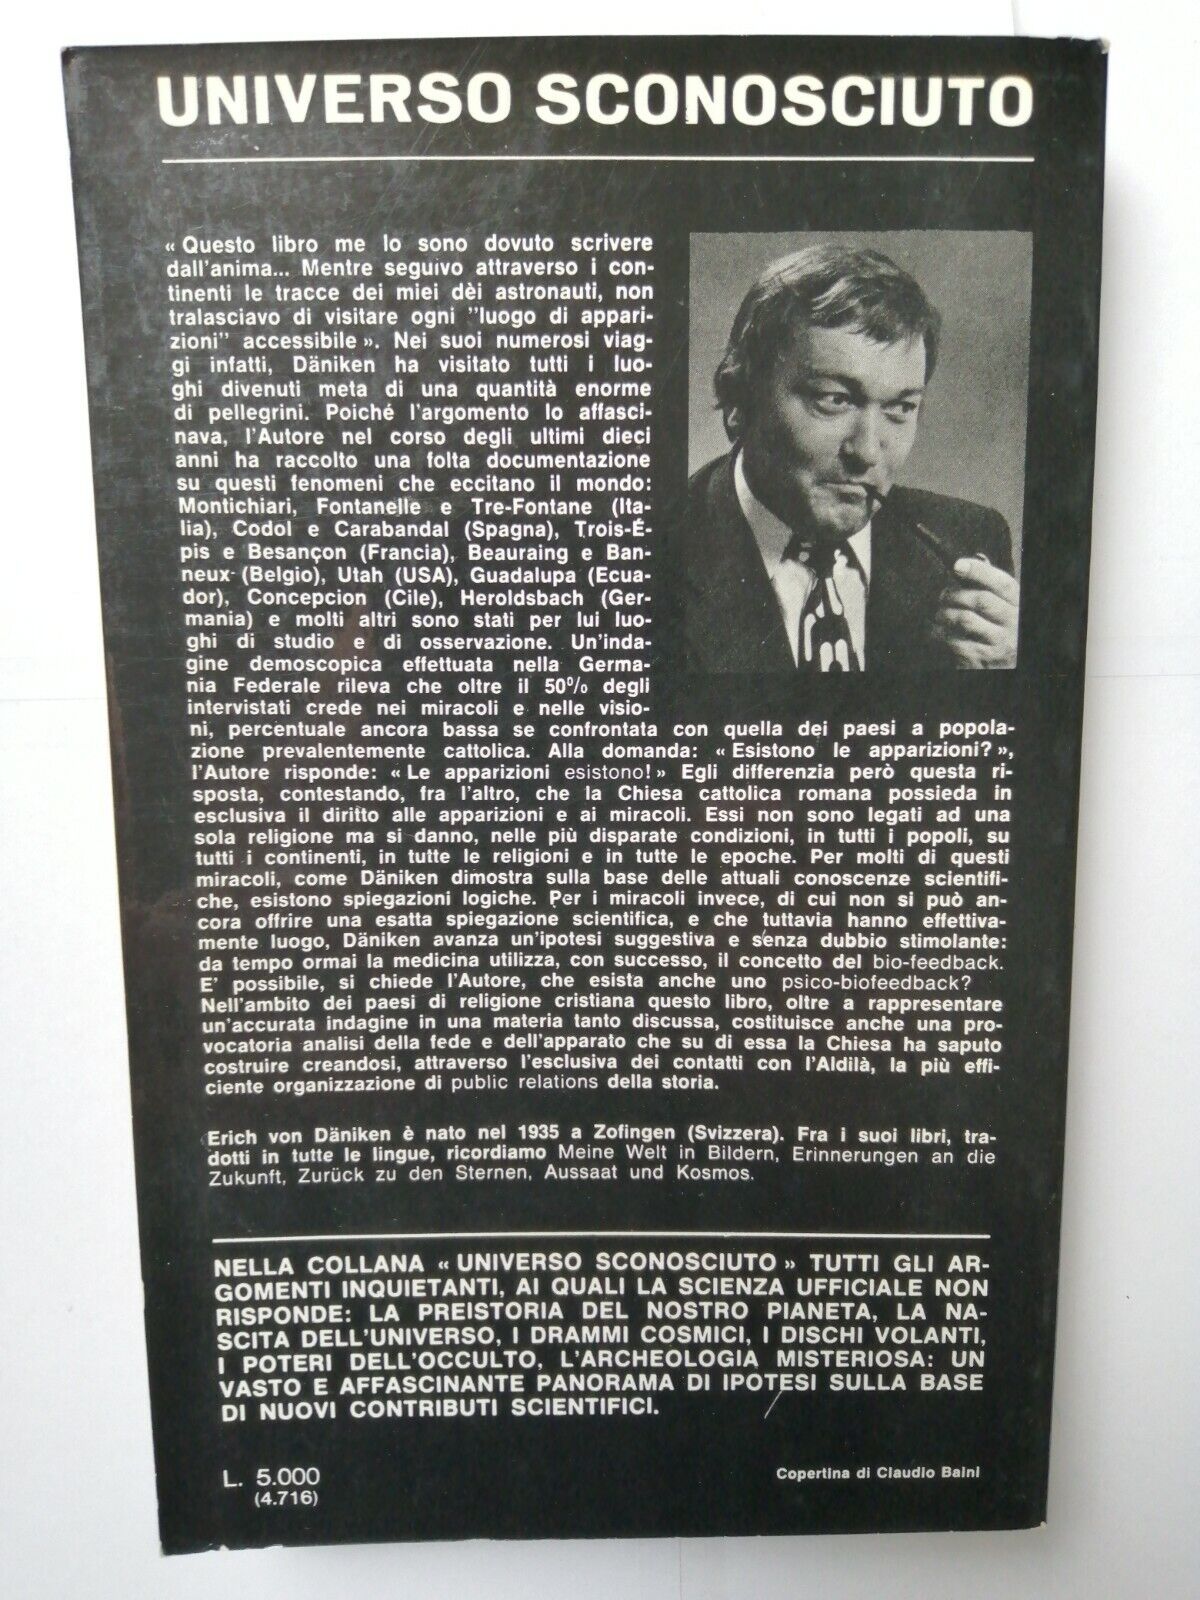 UNIVERSO SCONOSCIUTO
« Questo libro me lo sono dovuto scrivere
dall'anima... Mentre seguivo attraverso i con-
tinenti le tracce dei miei dèi astronauti, non
tralasciavo di visitare ogni "luogo di appari-
zioni" accessibile ». Nei suoi numerosi viag-
gi infatti, Däniken ha visitato tutti i luo-
ghi divenuti meta di una quantità enorme
di pellegrini. Poiché l'argomento lo affasci-
nava, l'Autore nel corso degli ultimi dieci
anni ha raccolto una folta documentazione
su questi fenomeni che eccitano il mondo:
Montichiari, Fontanelle e Tre-Fontane (Ita-
lia), Codol e Carabandal (Spagna), Trois-É-
pis e Besançon (Francia), Beauraing e Ban-
neux (Belgio), Utah (USA), Guadalupa (Ecua-
dor), Concepcion (Cile), Heroldsbach (Ger-
mania) e molti altri sono stati per lui luo-
ghi di studio e di osservazione. Un'inda-
gine demoscopica effettuata nella Germa-
nia Federale rileva che oltre il 50% degli
intervistati crede nei miracoli e nelle visio-
ni, percentuale ancora bassa se confrontata con quella dei paesi a popola-
zione prevalentemente cattolica. Alla domanda: « Esistono le apparizioni? »,
l'Autore risponde: « Le apparizioni esistono! » Egli differenzia però questa ri-
sposta, contestando, fra l'altro, che la Chiesa cattolica romana possieda in
esclusiva il diritto alle apparizioni e ai miracoli. Essi non sono legati ad una
sola religione ma si danno, nelle più disparate condizioni, in tutti i popoli, su
tutti i continenti, in tutte le religioni e in tutte le epoche. Per molti di questi
miracoli, come Däniken dimostra sulla base delle attuali conoscenze scientifi-
che, esistono spiegazioni logiche. Per i miracoli invece, di cui non si può an-
cora offrire una esatta spiegazione scientifica, e che tuttavia hanno effettiva-
mente luogo, Däniken avanza un'ipotesi suggestiva e senza dubbio stimolante:
da tempo ormai la medicina utilizza, con successo, il concetto del bio-feedback.
E' possibile, si chiede l'Autore, che esista anche uno psico-biofeedback?
Nell'ambito dei paesi di religione cristiana questo libro, oltre a rappresentare
un'accurata indagine in una materia tanto discussa, costituisce anche una pro-
vocatoria analisi della fede e dell'apparato che su di essa la Chiesa ha saputo
costruire creandosi, attraverso l'esclusiva dei contatti con l'Aldilà, la più effi-
ciente organizzazione di public relations della storia.
Erich von Däniken è nato nel 1935 a Zofingen (Svizzera). Fra i suoi libri, tra-
dotti in tutte le lingue, ricordiamo Meine Welt in Bildern, Erinnerungen an die
Zukunft, Zurück zu den Sternen, Aussaat und Kosmos.
NELLA COLLANA « UNIVERSO SCONOSCIUTO » TUTTI GLI AR-
GOMENTI INQUIETANTI, AI QUALI LA SCIENZA UFFICIALE NON
RISPONDE: LA PREISTORIA DEL NOSTRO PIANETA, LA NA-
SCITA DELL'UNIVERSO, I DRAMMI COSMICI, I DISCHI VOLANTI,
I POTERI DELL'OCCULTO, L'ARCHEOLOGIA MISTERIOSA: UN
VASTO E AFFASCINANTE PANORAMA DI IPOTESI SULLA BASE
DI NUOVI CONTRIBUTI SCIENTIFICI.
L. 5.000
(4.716)
Copertina di Claudio Baini